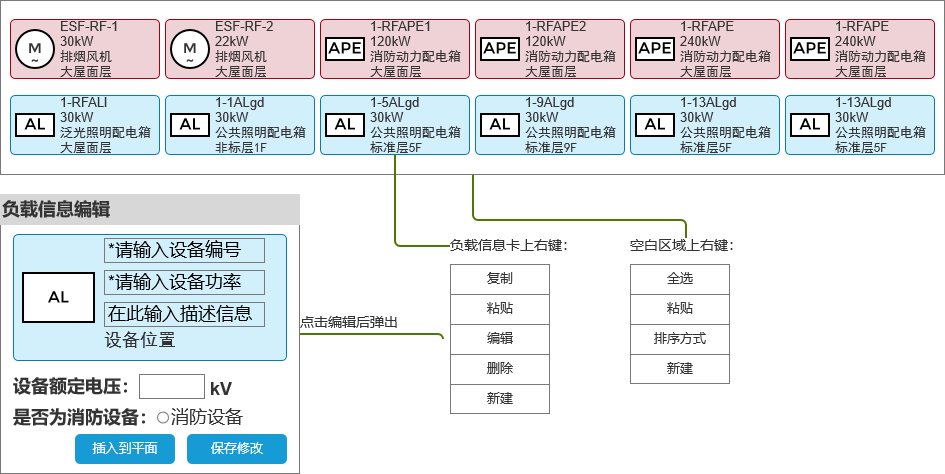 ESF-RF-1
30kW
排烟风机
大屋面层
M
~
ESF-RF-2
22kW
排烟风机
大屋面层
M
~
1-RFAPE1
120kW
消防动力配电箱
大屋面层
APE
1-RFAPE2
120kW
消防动力配电箱
大屋面层
APE
1-RFAPE
240kW
消防动力配电箱
大屋面层
APE
1-RFAPE
240kW
消防动力配电箱
大屋面层
APE
1-RFALI
30kW
泛光照明配电箱
大屋面层
AL
1-1ALgd
30kW
公共照明配电箱
非标层1F
AL
1-5ALgd
30kW
公共照明配电箱
标准层5F
AL
1-9ALgd
30kW
公共照明配电箱
标准层9F
AL
1-13ALgd
30kW
公共照明配电箱
标准层5F
AL
1-13ALgd
30kW
公共照明配电箱
标准层5F
AL
负载信息编辑
AL
*请输入设备编号
*请输入设备功率
在此输入描述信息
设备位置
设备额定电压： kV
是否为消防设备：消防设备
插入到平面
保存修改
点击编辑后弹出
负载信息卡上右键：
复制
粘贴
编辑
删除
新建
空白区域上右键：
全选
粘贴
排序方式
新建